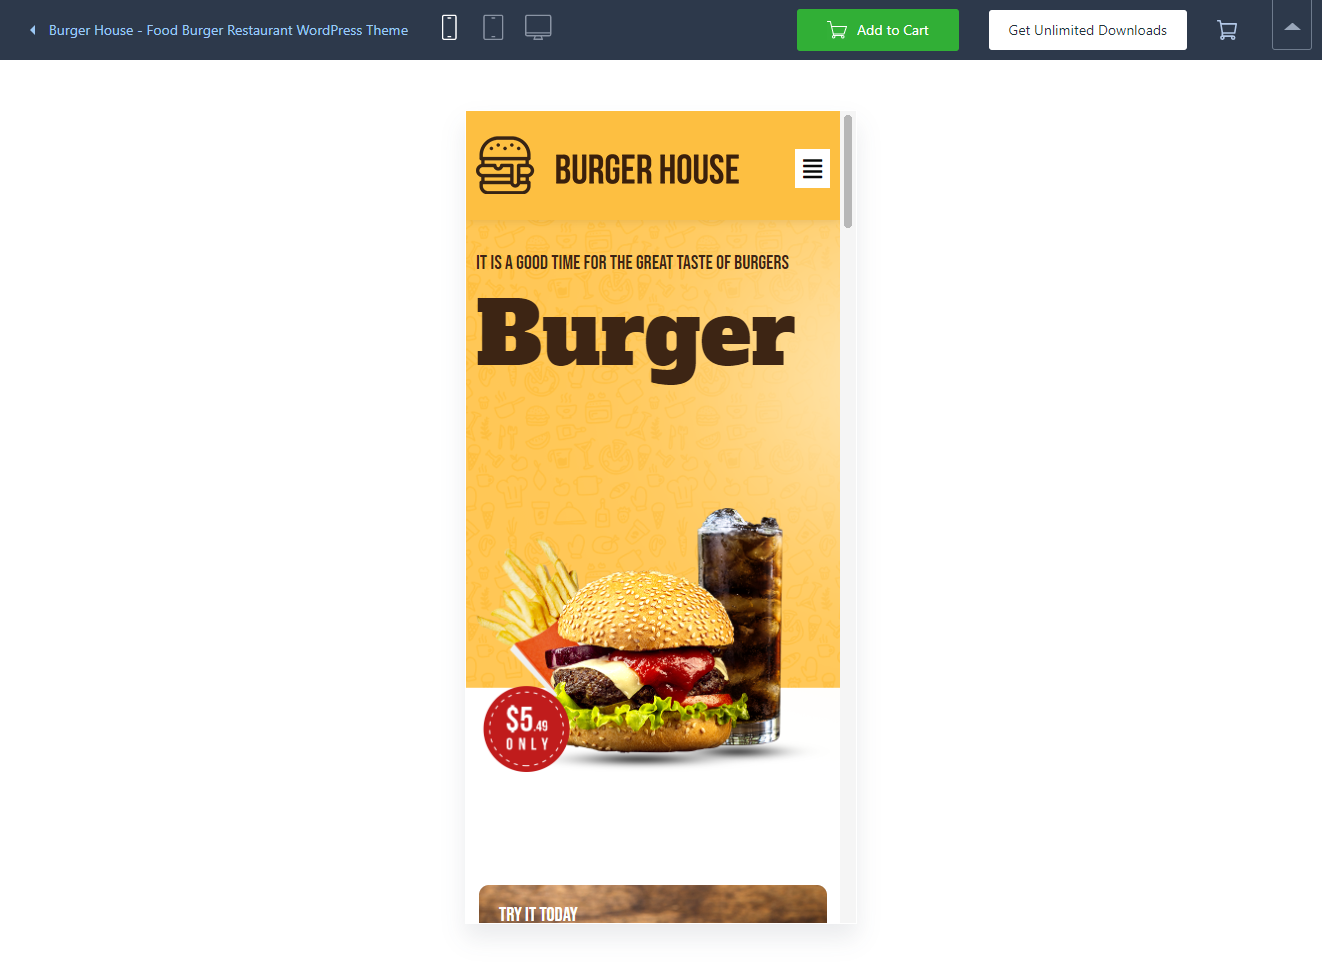 Burger House - Food Burger Restaurant WordPress Theme
Add to Cart
Get Unlimited Downloads
BURGER HOUSE
IT IS A GOOD TIME FOR THE GREAT TASTE OF BURGERS
Burger
$5.49
ONLY
TRY IT TODAY